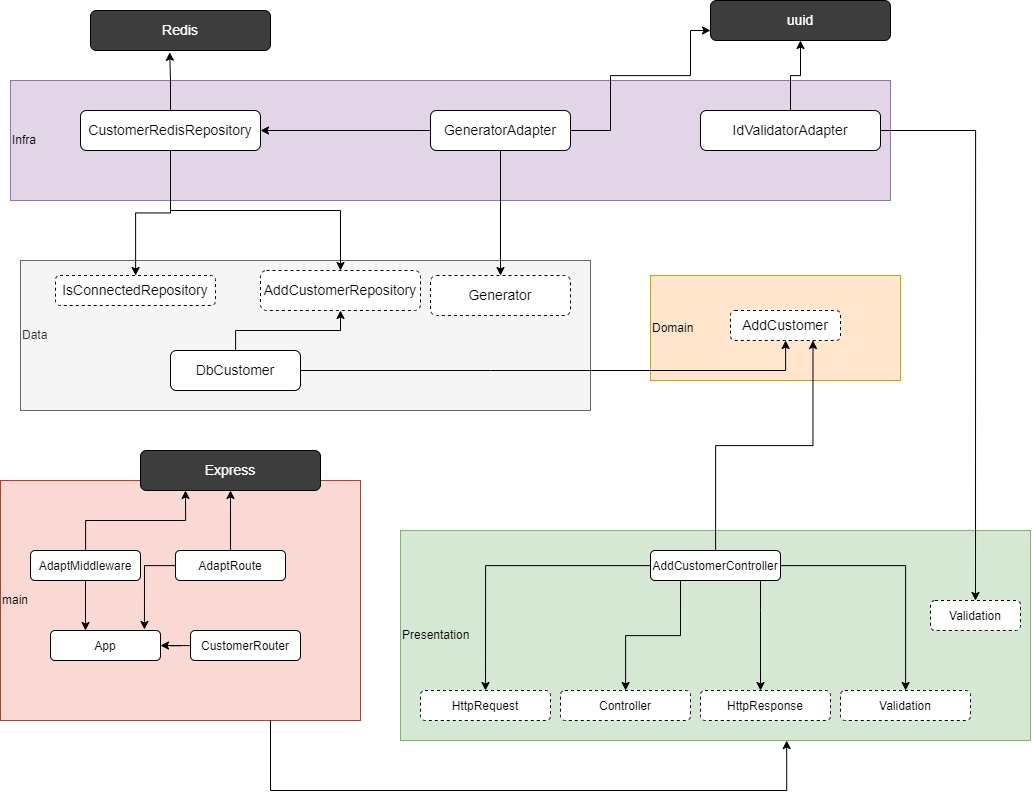 Redis
uuid
Infra
CustomerRedisRepository
GeneratorAdapter
IdValidatorAdapter
Data
IsConnectedRepository
AddCustomerRepository
Generator
DbCustomer
Domain
AddCustomer
Express
main
AdaptMiddleware
AdaptRoute
App
CustomerRouter
Presentation
AddCustomerController
Validation
HttpRequest
Controller
HttpResponse
Validation